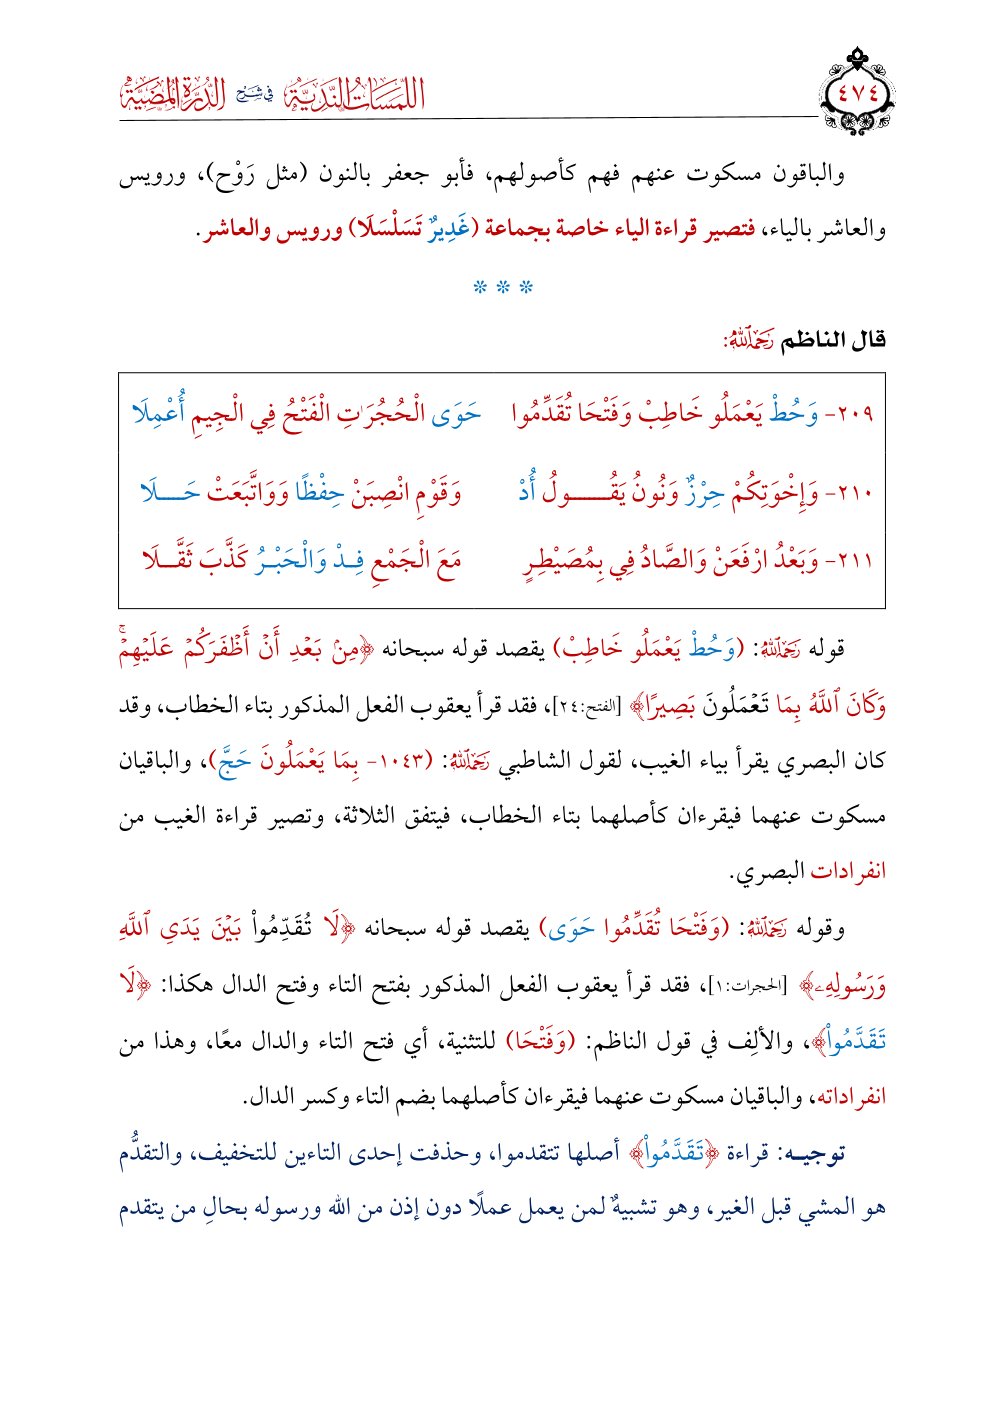 ٤٧٤
اللمسات الندية في شرح الدرة المضية
والباقون مسكوت عنهم فهم كأصولهم، فأبو جعفر بالنون (مثل رَوْح)، ورويس
والعاشر بالياء، فتصير قراءة الياء خاصة بجماعة (غَدِيرٌ تَسَلْسَلَا) ورويس والعاشر.
* * *
قال الناظم رَحِمَهُ ٱللَّهُ:
٢٠٩- وَحُطْ يَعْمَلُو خَاطِبْ وَفَتْحَا تُقَدِّمُوا حَوَى الْحُجُرَٰتِ الْفَتْحُ فِي الْجِيمِ أُعْمِلَا
٢١٠- وَإِخْوَتِكُمْ حِرْزٌ وَنُونُ يَقُـــــولُ أُدْ وَقَوْمِ انْصِبَنْ حِفْظًا وَوَاتَّبَعَتْ حَـــلَا
٢١١- وَبَعْدُ ارْفَعَنْ وَالصَّادُ فِي بِمُصَيْطِـرٍ مَعَ الْجَمْعِ فِـدْ وَالْحَبْـرُ كَذَّبَ ثَقَّــلَا
قوله رَحِمَهُ ٱللَّهُ: (وَحُطْ يَعْمَلُو خَاطِبْ) يقصد قوله سبحانه ﴿مِنۢ بَعْدِ أَنْ أَظْفَرَكُمْ عَلَيْهِمْۚ
وَكَانَ ٱللَّهُ بِمَا تَعْمَلُونَ بَصِيرًا﴾ [الفتح:٢٤]، فقد قرأ يعقوب الفعل المذكور بتاء الخطاب، وقد
كان البصري يقرأ بياء الغيب، لقول الشاطبي رَحِمَهُ ٱللَّهُ: (١٠٤٣- بِمَا يَعْمَلُونَ حَجَّ)، والباقيان
مسكوت عنهما فيقرءان كأصلهما بتاء الخطاب، فيتفق الثلاثة، وتصير قراءة الغيب من
انفرادات البصري.
وقوله رَحِمَهُ ٱللَّهُ: (وَفَتْحَا تُقَدِّمُوا حَوَى) يقصد قوله سبحانه ﴿لَا تُقَدِّمُواْ بَيْنَ يَدَيِ ٱللَّهِ
وَرَسُولِهِۦ﴾ [الحجرات:١]، فقد قرأ يعقوب الفعل المذكور بفتح التاء وفتح الدال هكذا: ﴿لَا
تَقَدَّمُواْ﴾، والألِف في قول الناظم: (وَفَتْحَا) للتثنية، أي فتح التاء والدال معًا، وهذا من
انفراداته، والباقيان مسكوت عنهما فيقرءان كأصلهما بضم التاء وكسر الدال.
توجيـه: قراءة ﴿تَقَدَّمُواْ﴾ أصلها تتقدموا، وحذفت إحدى التاءين للتخفيف، والتقدُّم
هو المشي قبل الغير، وهو تشبيهٌ لمن يعمل عملًا دون إذن من الله ورسوله بحالِ من يتقدم